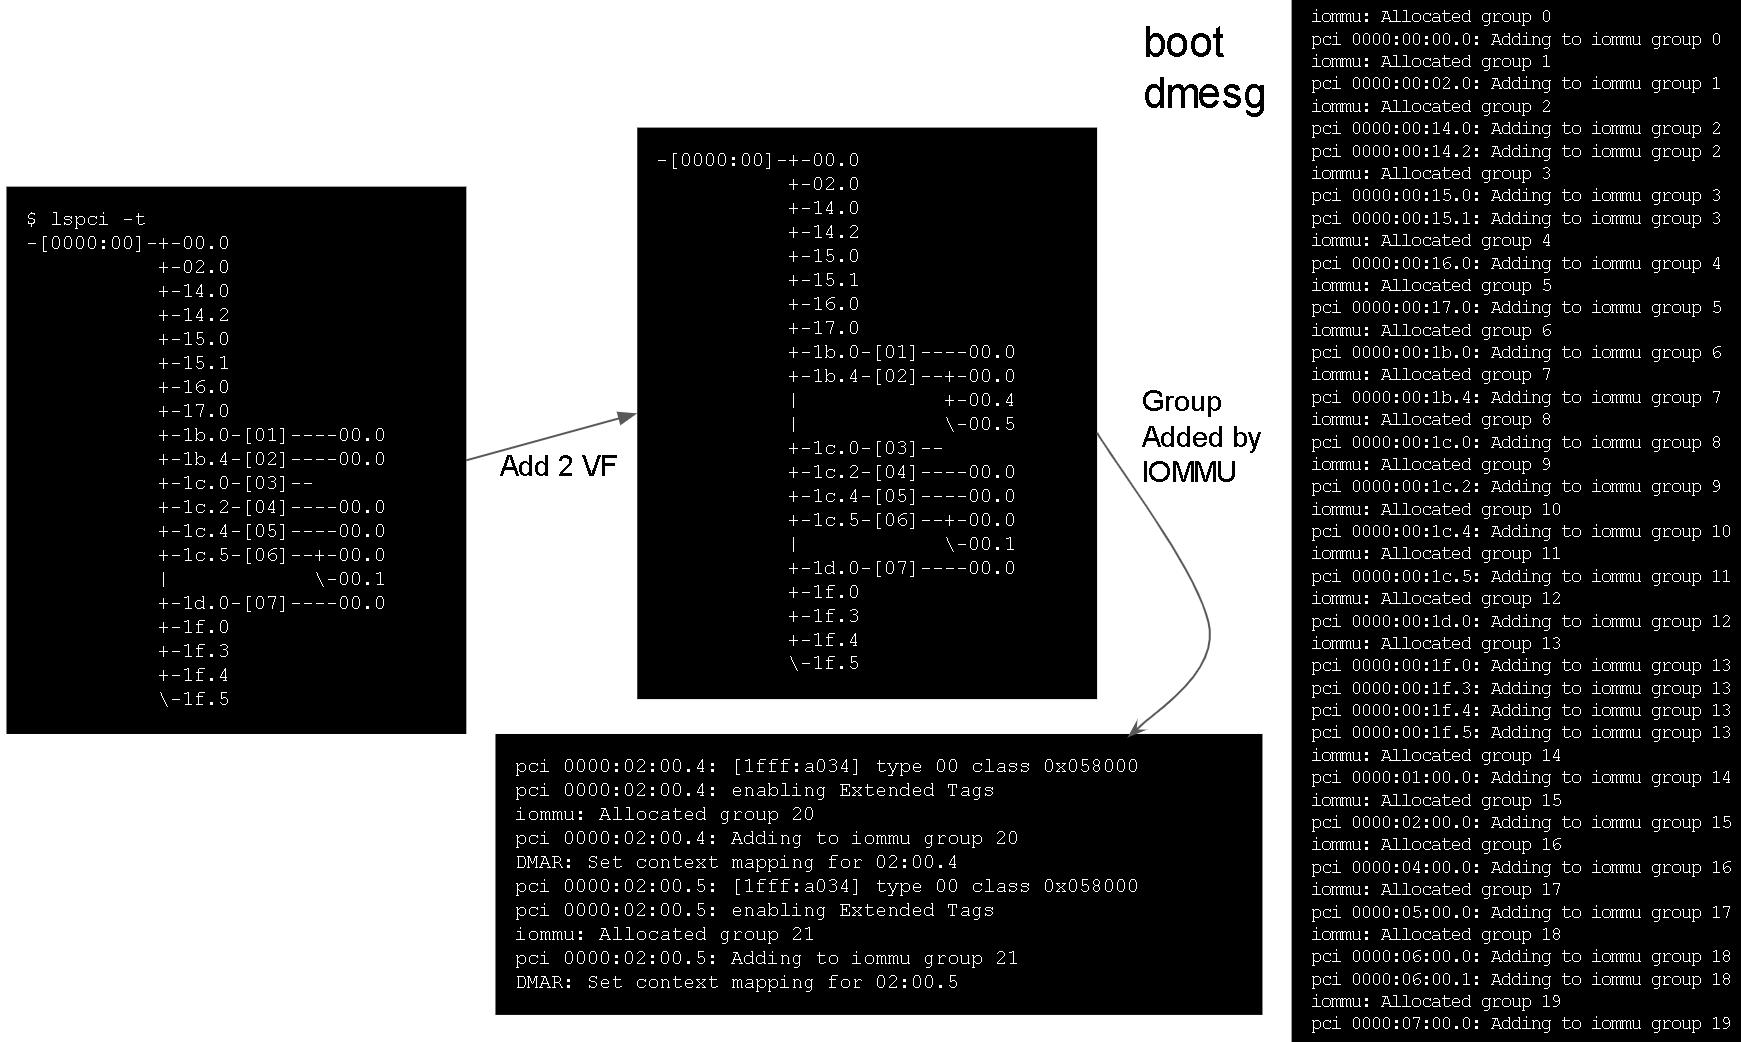 $ lspci -t
-[0000:00]-+-00.0
           +-02.0
           +-14.0
           +-14.2
           +-15.0
           +-15.1
           +-16.0
           +-17.0
           +-1b.0-[01]----00.0
           +-1b.4-[02]----00.0
           +-1c.0-[03]--
           +-1c.2-[04]----00.0
           +-1c.4-[05]----00.0
           +-1c.5-[06]--+-00.0
           |            \-00.1
           +-1d.0-[07]----00.0
           +-1f.0
           +-1f.3
           +-1f.4
           \-1f.5
Add 2 VF
-[0000:00]-+-00.0
           +-02.0
           +-14.0
           +-14.2
           +-15.0
           +-15.1
           +-16.0
           +-17.0
           +-1b.0-[01]----00.0
           +-1b.4-[02]--+-00.0
           |            +-00.4
           |            \-00.5
           +-1c.0-[03]--
           +-1c.2-[04]----00.0
           +-1c.4-[05]----00.0
           +-1c.5-[06]--+-00.0
           |            \-00.1
           +-1d.0-[07]----00.0
           +-1f.0
           +-1f.3
           +-1f.4
           \-1f.5
Group
Added by
IOMMU
pci 0000:02:00.4: [1fff:a034] type 00 class 0x058000
pci 0000:02:00.4: enabling Extended Tags
iommu: Allocated group 20
pci 0000:02:00.4: Adding to iommu group 20
DMAR: Set context mapping for 02:00.4
pci 0000:02:00.5: [1fff:a034] type 00 class 0x058000
pci 0000:02:00.5: enabling Extended Tags
iommu: Allocated group 21
pci 0000:02:00.5: Adding to iommu group 21
DMAR: Set context mapping for 02:00.5
boot
dmesg
iommu: Allocated group 0
pci 0000:00:00.0: Adding to iommu group 0
iommu: Allocated group 1
pci 0000:00:02.0: Adding to iommu group 1
iommu: Allocated group 2
pci 0000:00:14.0: Adding to iommu group 2
pci 0000:00:14.2: Adding to iommu group 2
iommu: Allocated group 3
pci 0000:00:15.0: Adding to iommu group 3
pci 0000:00:15.1: Adding to iommu group 3
iommu: Allocated group 4
pci 0000:00:16.0: Adding to iommu group 4
iommu: Allocated group 5
pci 0000:00:17.0: Adding to iommu group 5
iommu: Allocated group 6
pci 0000:00:1b.0: Adding to iommu group 6
iommu: Allocated group 7
pci 0000:00:1b.4: Adding to iommu group 7
iommu: Allocated group 8
pci 0000:00:1c.0: Adding to iommu group 8
iommu: Allocated group 9
pci 0000:00:1c.2: Adding to iommu group 9
iommu: Allocated group 10
pci 0000:00:1c.4: Adding to iommu group 10
iommu: Allocated group 11
pci 0000:00:1c.5: Adding to iommu group 11
iommu: Allocated group 12
pci 0000:00:1d.0: Adding to iommu group 12
iommu: Allocated group 13
pci 0000:00:1f.0: Adding to iommu group 13
pci 0000:00:1f.3: Adding to iommu group 13
pci 0000:00:1f.4: Adding to iommu group 13
pci 0000:00:1f.5: Adding to iommu group 13
iommu: Allocated group 14
pci 0000:01:00.0: Adding to iommu group 14
iommu: Allocated group 15
pci 0000:02:00.0: Adding to iommu group 15
iommu: Allocated group 16
pci 0000:04:00.0: Adding to iommu group 16
iommu: Allocated group 17
pci 0000:05:00.0: Adding to iommu group 17
iommu: Allocated group 18
pci 0000:06:00.0: Adding to iommu group 18
pci 0000:06:00.1: Adding to iommu group 18
iommu: Allocated group 19
pci 0000:07:00.0: Adding to iommu group 19